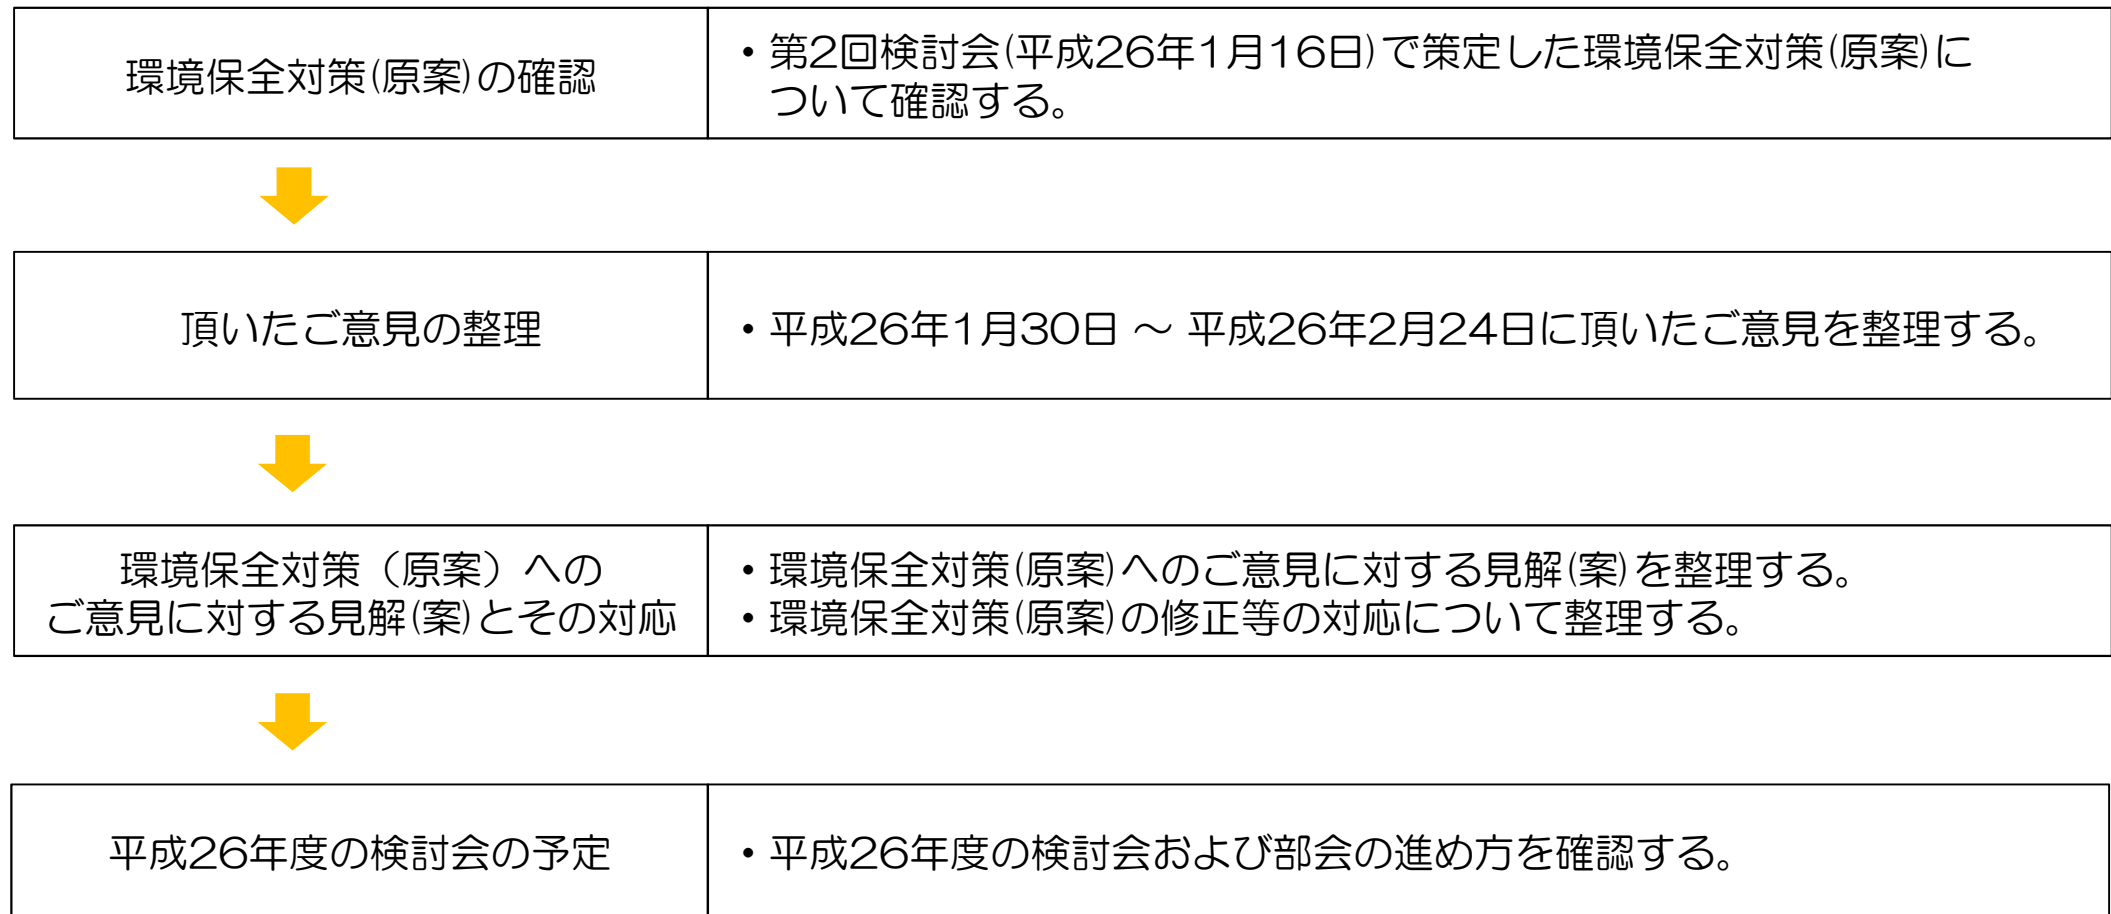 環境保全対策(原案)の確認
・第2回検討会(平成26年1月16日)で策定した環境保全対策(原案)に
ついて確認する。
頂いたご意見の整理
・平成26年1月30日 ～ 平成26年2月24日に頂いたご意見を整理する。
環境保全対策（原案）への
ご意見に対する見解(案)とその対応
・環境保全対策(原案)へのご意見に対する見解(案)を整理する。
・環境保全対策(原案)の修正等の対応について整理する。
平成26年度の検討会の予定
・平成26年度の検討会および部会の進め方を確認する。